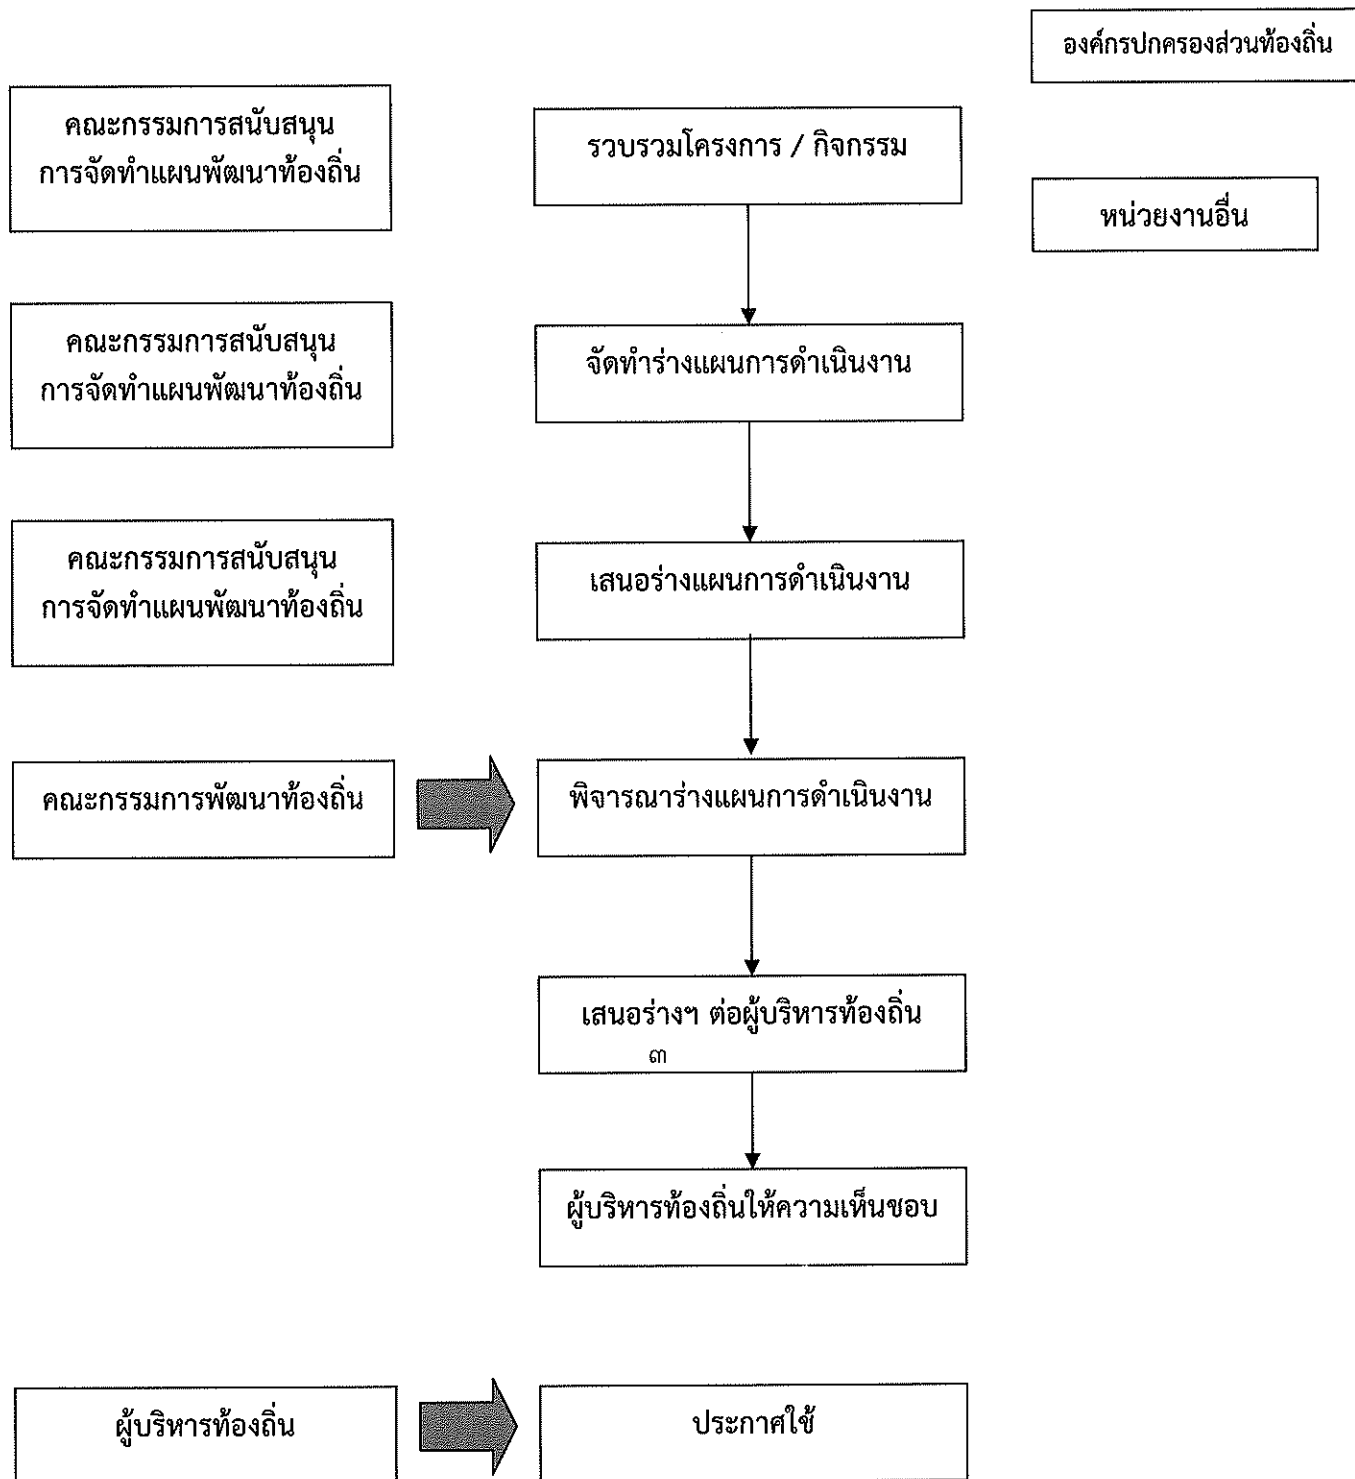 องค์กรปกครองส่วนท้องถิ่น
คณะกรรมการสนับสนุน
การจัดทำแผนพัฒนาท้องถิ่น
รวบรวมโครงการ / กิจกรรม
หน่วยงานอื่น
คณะกรรมการสนับสนุน
การจัดทำแผนพัฒนาท้องถิ่น
จัดทำร่างแผนการดำเนินงาน
คณะกรรมการสนับสนุน
การจัดทำแผนพัฒนาท้องถิ่น
เสนอร่างแผนการดำเนินงาน
คณะกรรมการพัฒนาท้องถิ่น
พิจารณาร่างแผนการดำเนินงาน
เสนอร่างฯ ต่อผู้บริหารท้องถิ่น
๓
ผู้บริหารท้องถิ่นให้ความเห็นชอบ
ผู้บริหารท้องถิ่น
ประกาศใช้